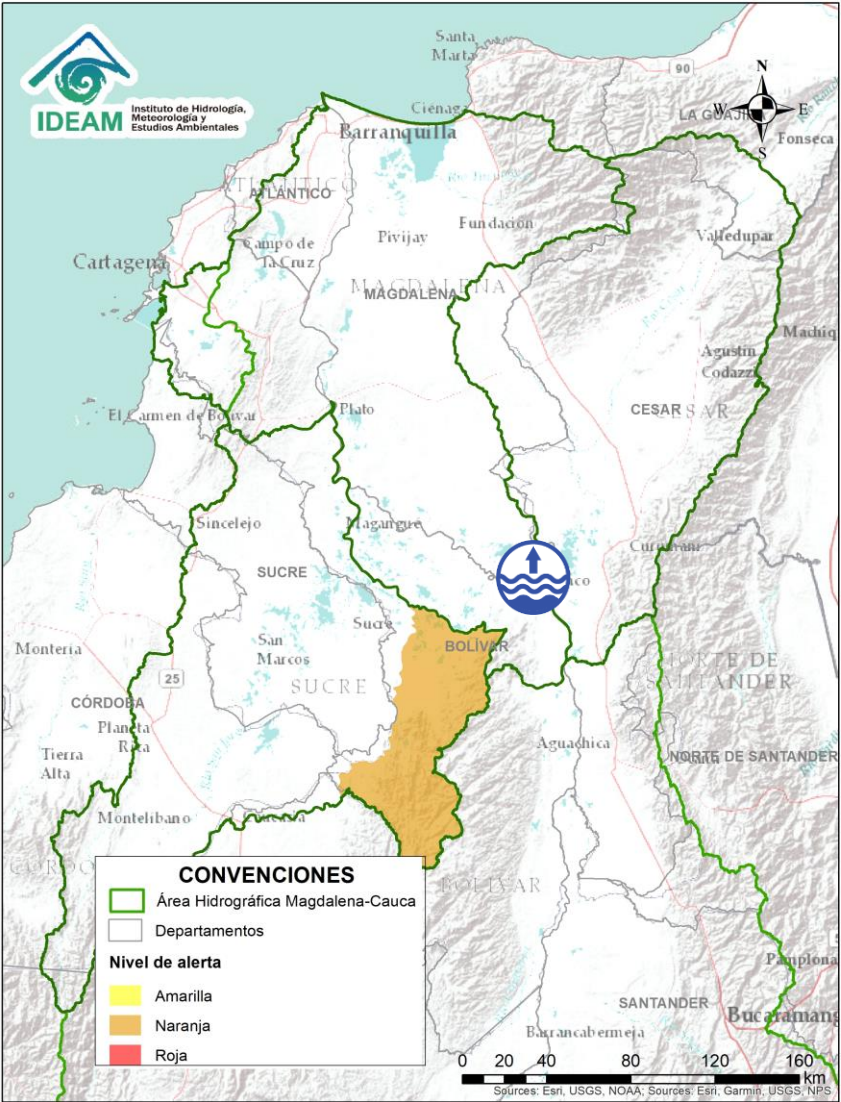 IDEAM
Instituto de Hidrología,
Meteorología y
Estudios Ambientales
Santa
Marta
90
N
W
E
S
Ciénaga
LA GUAJIRA
Barranquilla
Fonseca
ATLÁNTICO
ATLÁNTICO
Fundación
Pivijay
Valledupar
Campo de
la Cruz
Cartagena
MAGDALENA
MAGDALENA
Agustín
Codazzi
El Carmen de Bolívar
Plato
CESAR
CESAR
Sincelejo
Magangué
Curumaní
SUCRE
Sucre
San
Marcos
BOLÍVAR
Montería
SUCRE
25
NORTE DE
SANTANDER
CÓRDOBA
Planeta
Rica
Aguachica
Tierra
Alta
NORTE DE SANTANDER
Montelíbano
BOLÍVAR
CONVENCIONES
Área Hidrográfica Magdalena-Cauca
Departamentos
Nivel de alerta
Amarilla
Naranja
Roja
Pamplona
SANTANDER
Barrancabermeja
0 20 40 80 120 160
km
Sources: Esri, USGS, NOAA; Sources: Esri, Garmin, USGS, NPS